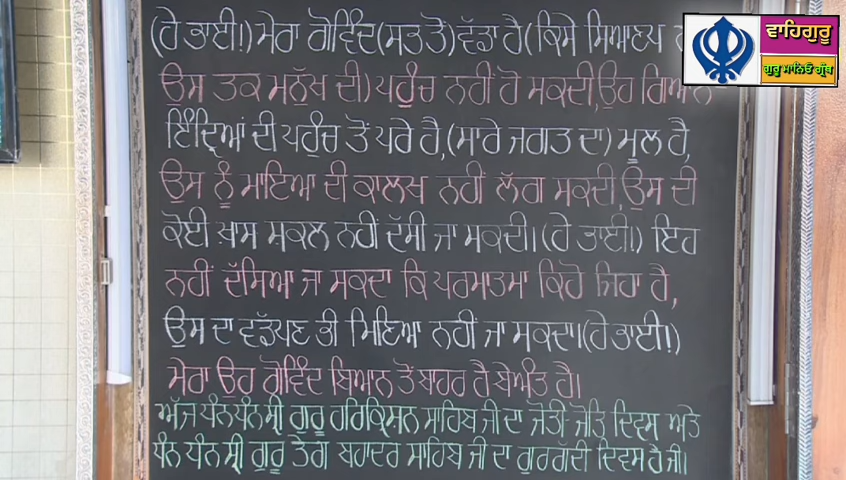 (ਹੇ ਭਾਈ!) ਮੇਰਾ ਗੋਵਿੰਦ (ਸਭ ਤੋਂ) ਵੱਡਾ ਹੈ (ਕਿਸੇ ਸਿਆਣਪ
ਵਾਹਿਗੁਰੂ
ਗੁਰੂ ਮਾਨਿਓ ਗ੍ਰੰਥ
ਉਸ ਤਕ ਮਨੁੱਖ ਦੀ) ਪਹੁੰਚ ਨਹੀਂ ਹੋ ਸਕਦੀ, ਉਹ ਗਿਆਨ
ਇੰਦ੍ਰਿਆਂ ਦੀ ਪਹੁੰਚ ਤੋਂ ਪਰੇ ਹੈ, (ਸਾਰੇ ਜਗਤ ਦਾ) ਮੂਲ ਹੈ,
ਉਸ ਨੂੰ ਮਾਇਆ ਦੀ ਕਾਲਖ ਨਹੀਂ ਲੱਗ ਸਕਦੀ, ਉਸ ਦੀ
ਕੋਈ ਖ਼ਾਸ ਸ਼ਕਲ ਨਹੀਂ ਦੱਸੀ ਜਾ ਸਕਦੀ। (ਹੇ ਭਾਈ!) ਇਹ
ਨਹੀਂ ਦੱਸਿਆ ਜਾ ਸਕਦਾ ਕਿ ਪਰਮਾਤਮਾ ਕਿਹੋ ਜਿਹਾ ਹੈ,
ਉਸ ਦਾ ਵਡੱਪਣ ਭੀ ਮਿਣਿਆ ਨਹੀਂ ਜਾ ਸਕਦਾ। (ਹੇ ਭਾਈ!)
ਮੇਰਾ ਉਹ ਗੋਵਿੰਦ ਬਿਆਨ ਤੋਂ ਬਾਹਰ ਹੈ ਬੇਅੰਤ ਹੈ।
ਅੱਜ ਧੰਨ ਧੰਨ ਸ਼੍ਰੀ ਗੁਰੂ ਹਰਿਕ੍ਰਿਸ਼ਨ ਸਾਹਿਬ ਜੀ ਦਾ ਜੋਤੀ ਜੋਤਿ ਦਿਵਸ ਅਤੇ
ਧੰਨ ਧੰਨ ਸ਼੍ਰੀ ਗੁਰੂ ਤੇਗ ਬਹਾਦਰ ਸਾਹਿਬ ਜੀ ਦਾ ਗੁਰਗੱਦੀ ਦਿਵਸ ਹੈ ਜੀ।